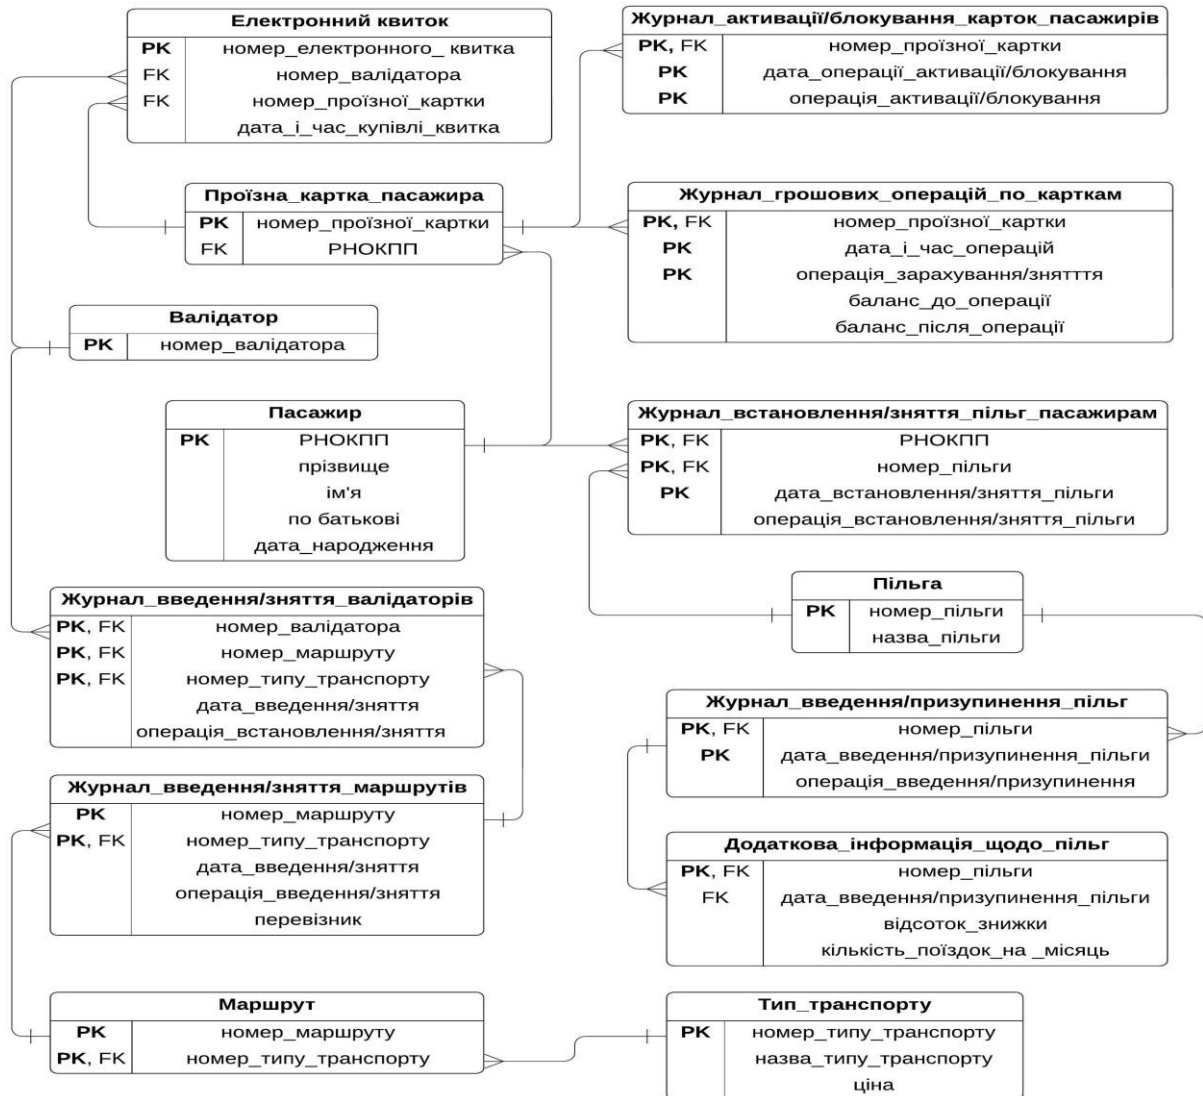 Електронний квиток
PK номер_електронного_ квитка
FK номер_валідатора
FK номер_проїзної_картки
дата_і_час_купівлі_квитка
Журнал_активації/блокування_карток_пасажирів
PK, FK номер_проїзної_картки
PK дата_операції_активації/блокування
PK операція_активації/блокування
Проїзна_картка_пасажира
PK номер_проїзної_картки
FK РНОКПП
Журнал_грошових_операцій_по_карткам
PK, FK номер_проїзної_картки
PK дата_і_час_операцій
PK операція_зарахування/знятття
баланс_до_операції
баланс_після_операції
Валідатор
PK номер_валідатора
Пасажир
PK РНОКПП
прізвище
ім'я
по батькові
дата_народження
Журнал_встановлення/зняття_пільг_пасажирам
PK, FK РНОКПП
PK, FK номер_пільги
PK дата_встановлення/зняття_пільги
операція_встановлення/зняття_пільги
Пільга
PK номер_пільги
назва_пільги
Журнал_введення/зняття_валідаторів
PK, FK номер_валідатора
PK, FK номер_маршруту
PK, FK номер_типу_транспорту
дата_введення/зняття
операція_встановлення/зняття
Журнал_введення/призупинення_пільг
PK, FK номер_пільги
PK дата_введення/призупинення_пільги
операція_введення/призупинення
Журнал_введення/зняття_маршрутів
PK номер_маршруту
PK, FK номер_типу_транспорту
дата_введення/зняття
операція_введення/зняття
перевізник
Додаткова_інформація_щодо_пільг
PK, FK номер_пільги
FK дата_введення/призупинення_пільги
відсоток_знижки
кількість_поїздок_на _місяць
Маршрут
PK номер_маршруту
PK, FK номер_типу_транспорту
Тип_транспорту
PK номер_типу_транспорту
назва_типу_транспорту
ціна